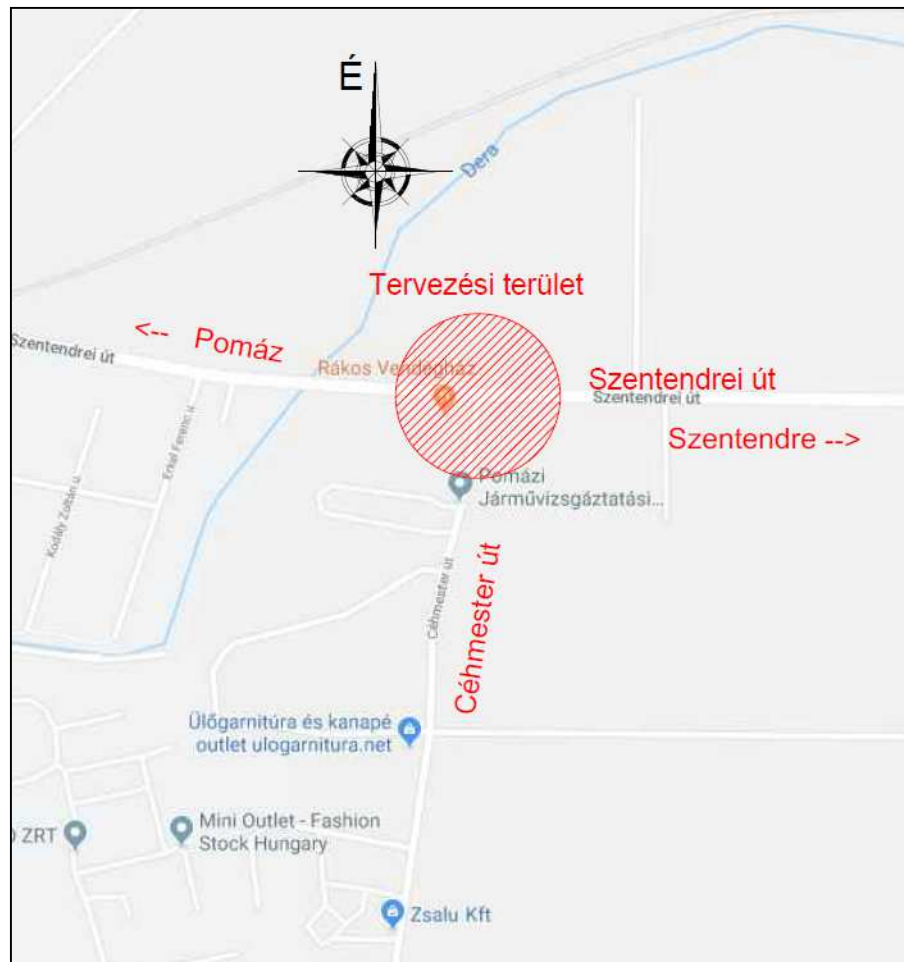 É
Dera
Tervezési terület
<-- Pomáz
Szentendrei út
Rákos Vendégház
Szentendrei út
Szentendrei út
Szentendre -->
Erkel Ferenc u.
Kodály Zoltán u.
Pomázi
Járművizsgáztatási...
Céhmester út
Céhmester út
Ülőgarnitúra és kanapé
outlet ulogarnitura.net
Mini Outlet - Fashion
Stock Hungary
ZRT
Zsalu Kft